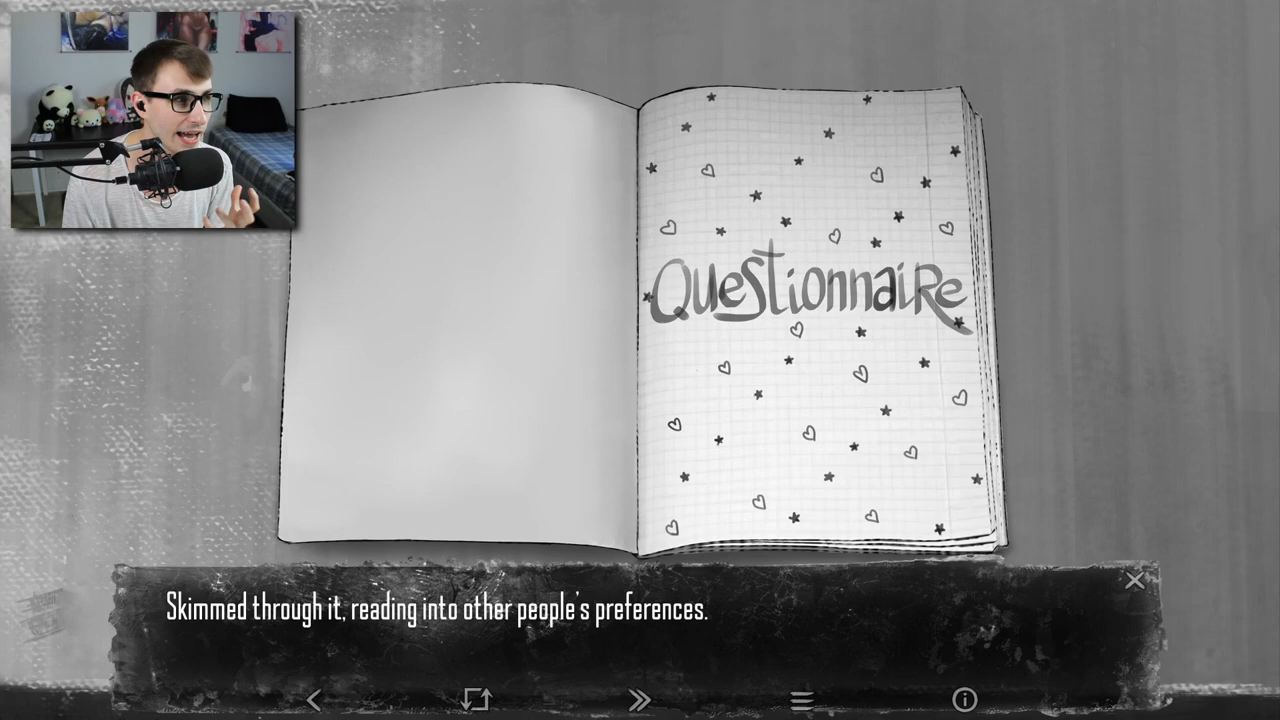 QuestionnaiRe
Skimmed through it, reading into other people's preferences.